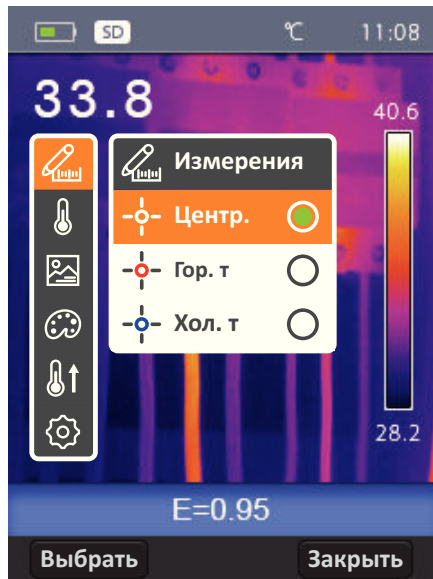 SD ℃ 11:08
33.8
40.6
Измерения
Центр.
Гор. т
Хол. т
28.2
E=0.95
Выбрать Закрыть